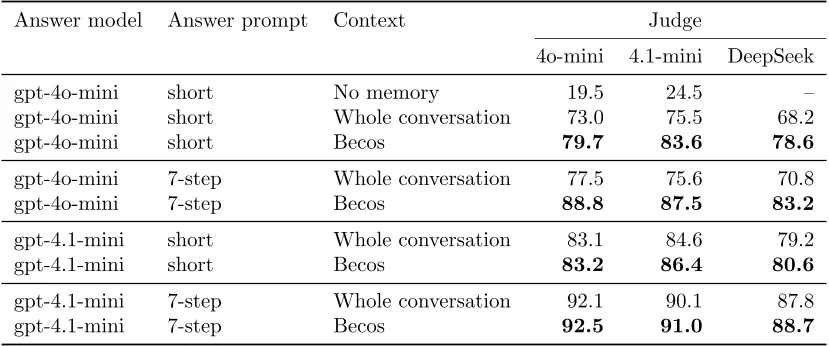 Answer model Answer prompt Context Judge
4o-mini 4.1-mini DeepSeek
gpt-4o-mini short No memory 19.5 24.5 –
gpt-4o-mini short Whole conversation 73.0 75.5 68.2
gpt-4o-mini short Becos 79.7 83.6 78.6
gpt-4o-mini 7-step Whole conversation 77.5 75.6 70.8
gpt-4o-mini 7-step Becos 88.8 87.5 83.2
gpt-4.1-mini short Whole conversation 83.1 84.6 79.2
gpt-4.1-mini short Becos 83.2 86.4 80.6
gpt-4.1-mini 7-step Whole conversation 92.1 90.1 87.8
gpt-4.1-mini 7-step Becos 92.5 91.0 88.7